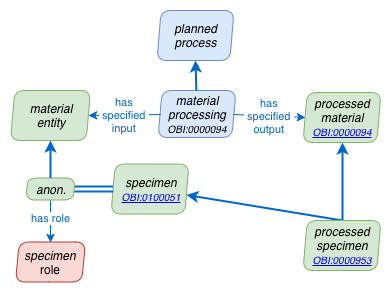 planned
process
material
entity
has
specified
input
material
processing
OBI:0000094
has
specified
output
processed
material
OBI:0000094
anon.
specimen
OBI:0100051
has role
specimen
role
processed
specimen
OBI:0000953